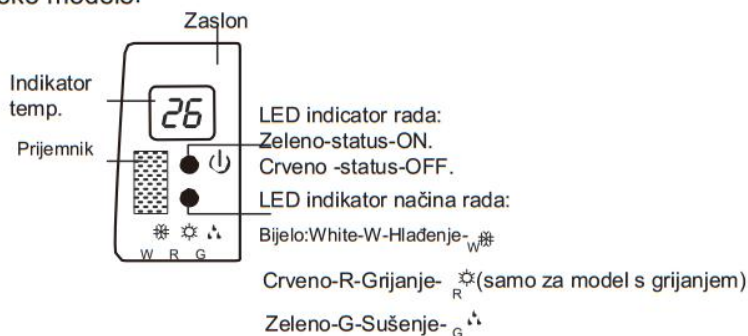 Zaslon
Indikator
temp.
26
Prijemnik
LED indicator rada:
Zeleno-status-ON.
Crveno -status-OFF.
LED indikator načina rada:
W R G
Bijelo:White-W-Hlađenje-W
Crveno-R-Grijanje- R (samo za model s grijanjem)
Zeleno-G-Sušenje- G